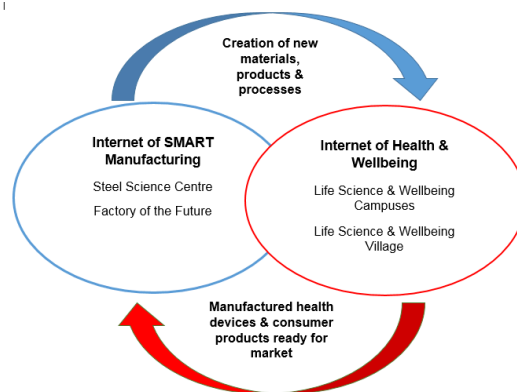 Creation of new
materials,
products &
processes
Internet of SMART
Manufacturing
Steel Science Centre
Factory of the Future
Internet of Health &
Wellbeing
Life Science & Wellbeing
Campuses
Life Science & Wellbeing
Village
Manufactured health
devices & consumer
products ready for
market